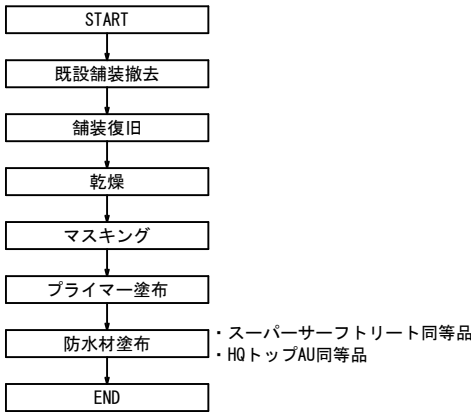 START
既設舗装撤去
舗装復旧
乾燥
マスキング
プライマー塗布
防水材塗布
・スーパーサーフトリート同等品
・HQトップAU同等品
END